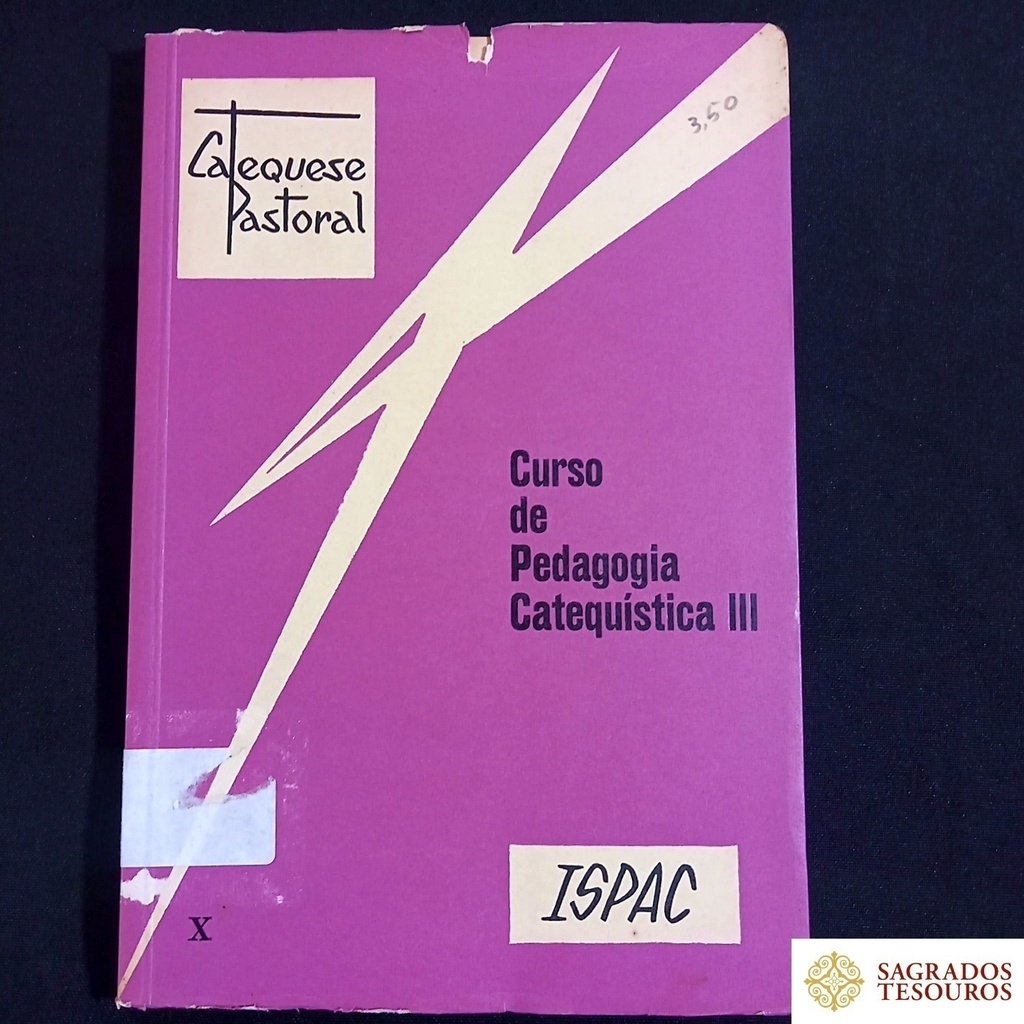 Catequese
Pastoral
3,50
Curso
de
Pedagogia
Catequística III
ISPAC
X
SAGRADOS
TESOUROS